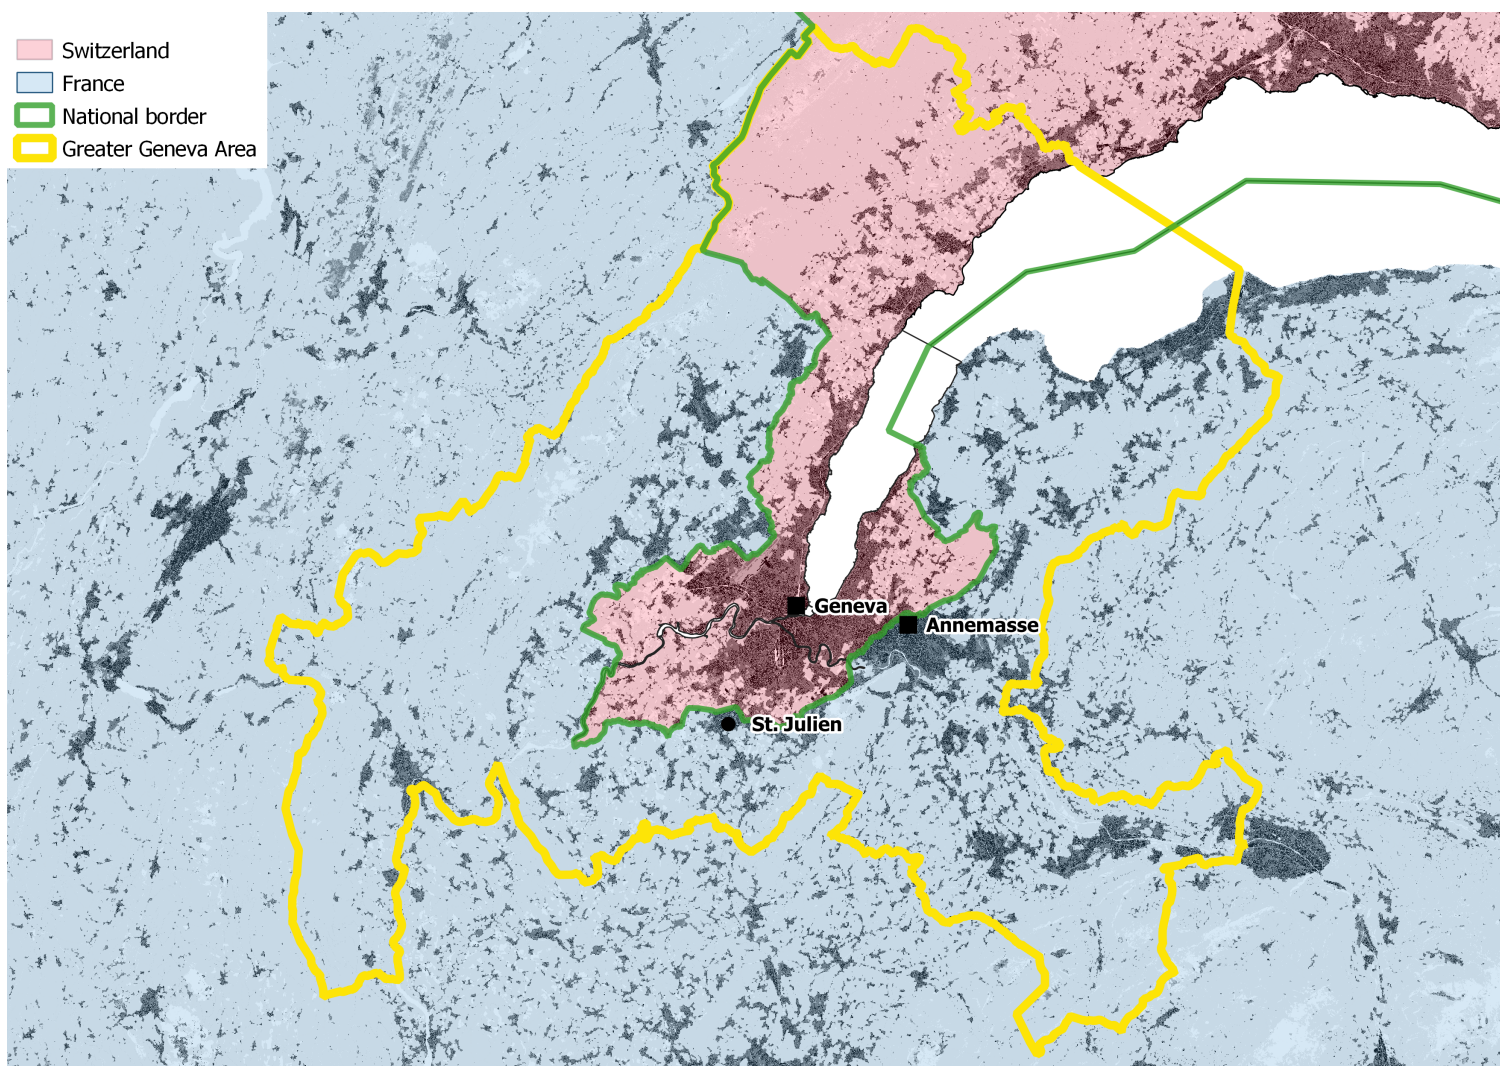 Switzerland
France
National border
Greater Geneva Area
Geneva
Annemasse
St. Julien